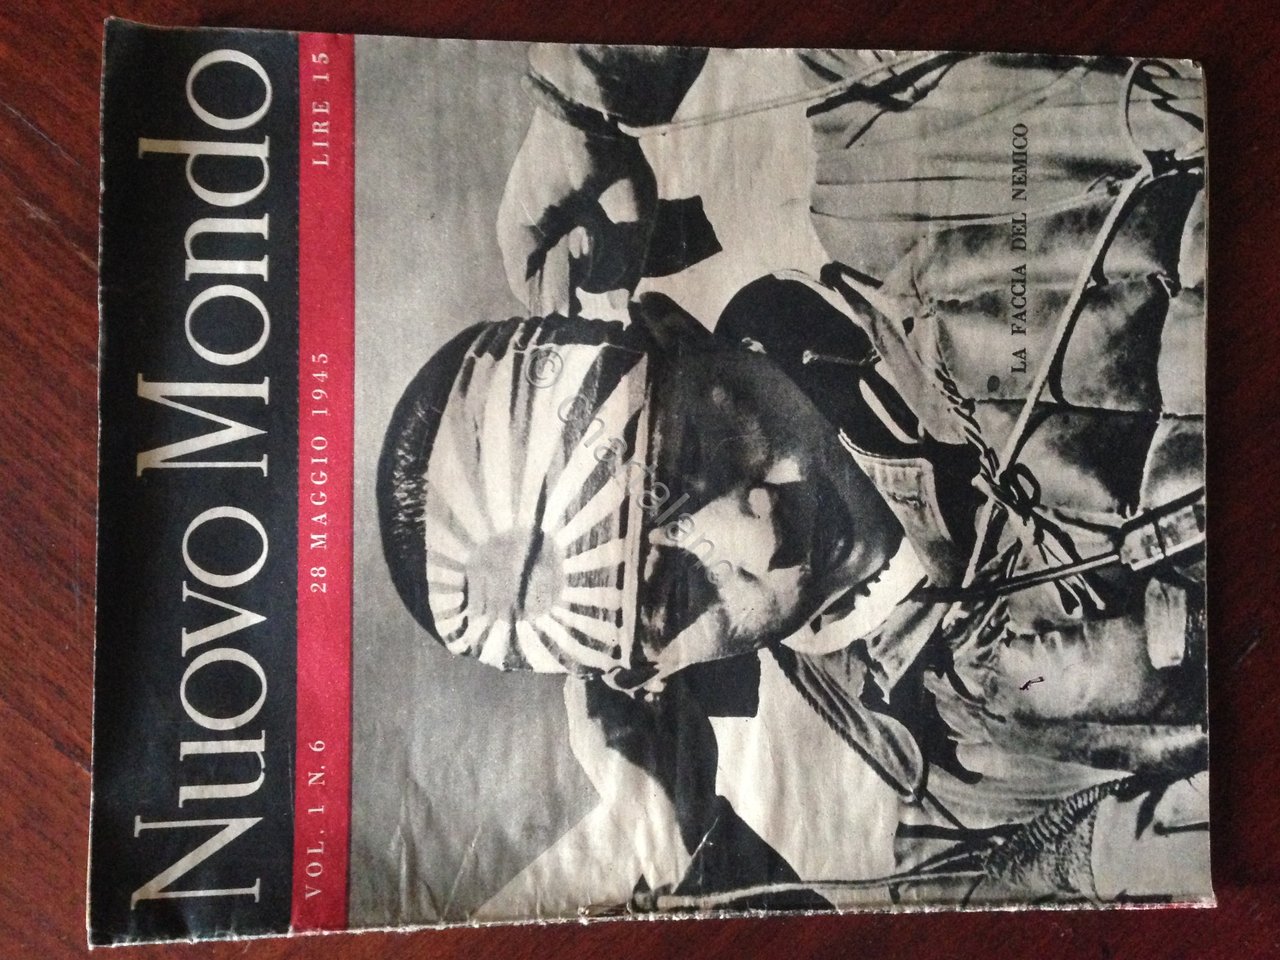 Nuovo Mondo
VOL. 1 N. 6 28 MAGGIO 1945 LIRE 15
LA FACCIA DEL NEMICO